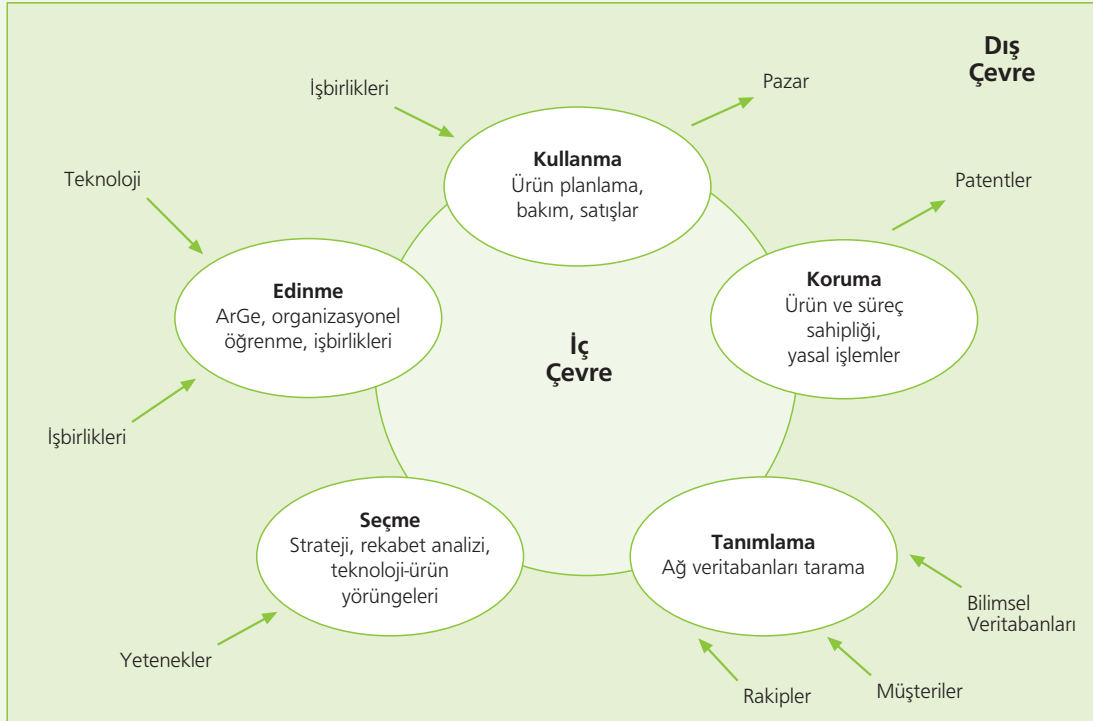 Dış
Çevre
İşbirlikleri
Pazar
Kullanma
Ürün planlama,
bakım, satışlar
Teknoloji
Patentler
Edinme
ArGe, organizasyonel
öğrenme, işbirlikleri
Koruma
Ürün ve süreç
sahipliği,
yasal işlemler
İç
Çevre
İşbirlikleri
Seçme
Strateji, rekabet analizi,
teknoloji-ürün
yörüngeleri
Tanımlama
Ağ veritabanları tarama
Bilimsel
Veritabanları
Yetenekler
Rakipler
Müşteriler